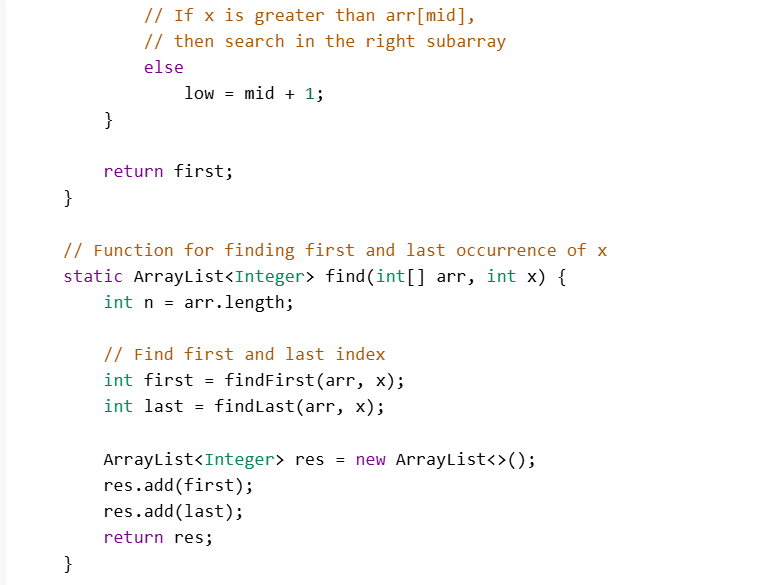 // If x is greater than arr[mid],
// then search in the right subarray
else
low = mid + 1;
}
return first;
}
// Function for finding first and last occurrence of x
static ArrayList<Integer> find(int[] arr, int x) {
int n = arr.length;
// Find first and last index
int first = findFirst(arr, x);
int last = findLast(arr, x);
ArrayList<Integer> res = new ArrayList<>();
res.add(first);
res.add(last);
return res;
}